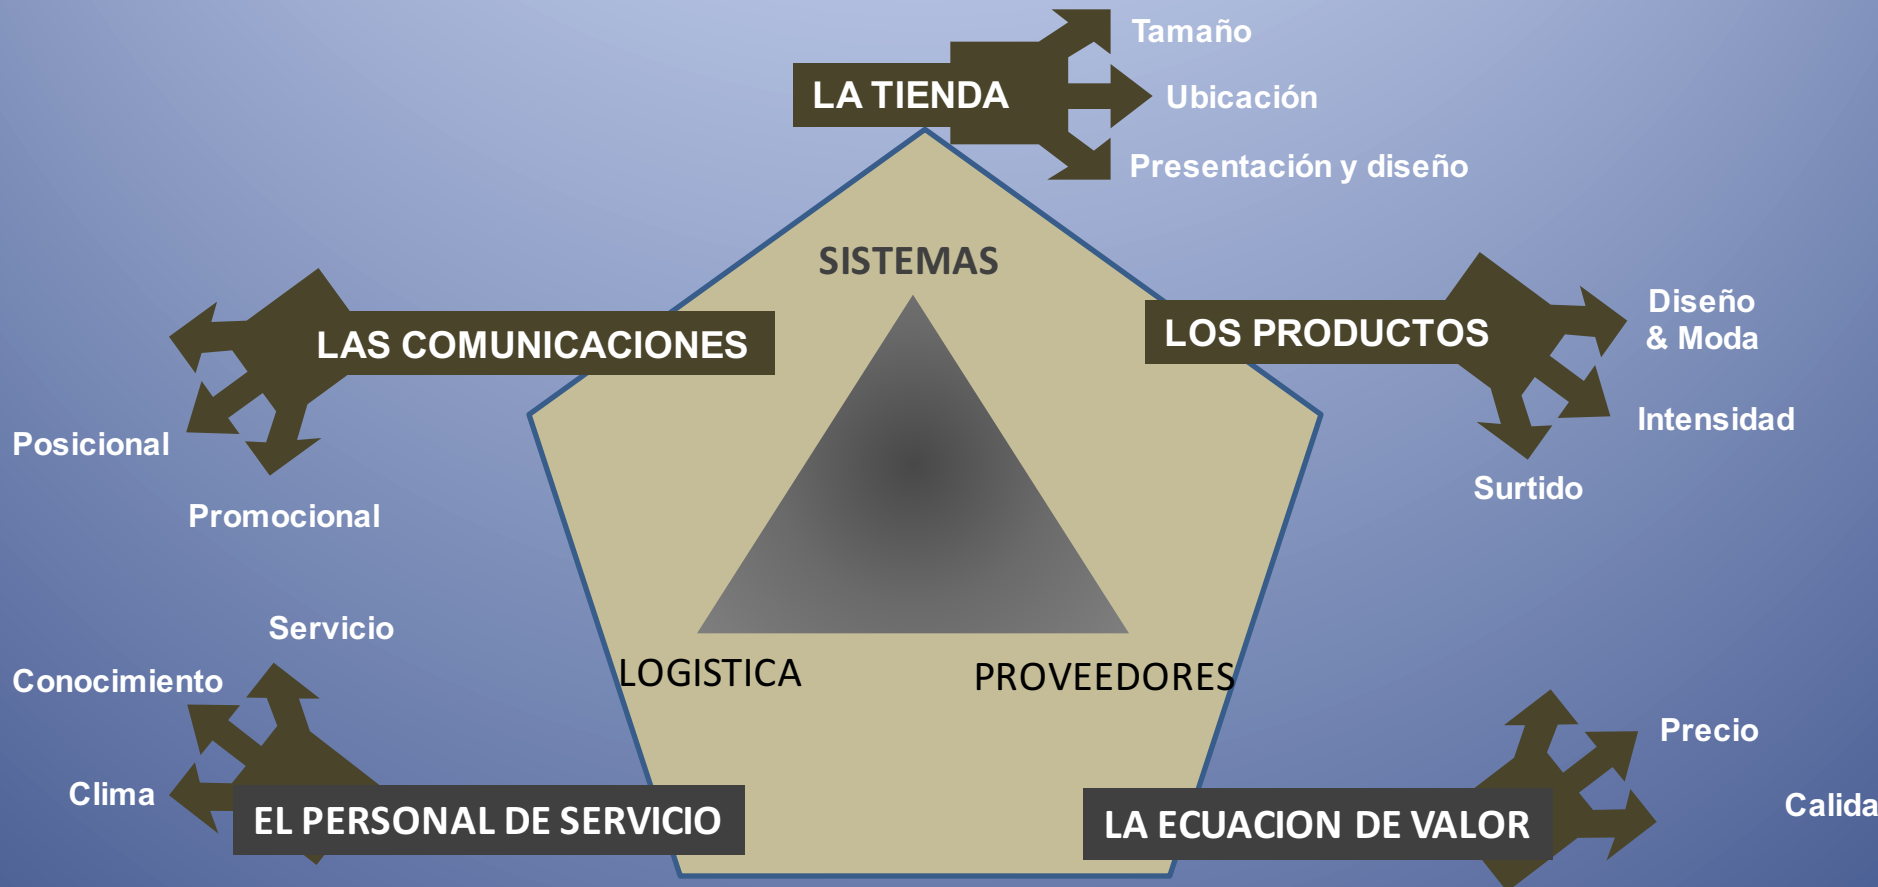 Tamaño
LA TIENDA
Ubicación
Presentación y diseño
SISTEMAS
LAS COMUNICACIONES
LOS PRODUCTOS
Diseño
& Moda
Posicional
Intensidad
Promocional
Surtido
Servicio
Conocimiento
LOGISTICA
PROVEEDORES
Precio
Clima
EL PERSONAL DE SERVICIO
LA ECUACION DE VALOR
Calida